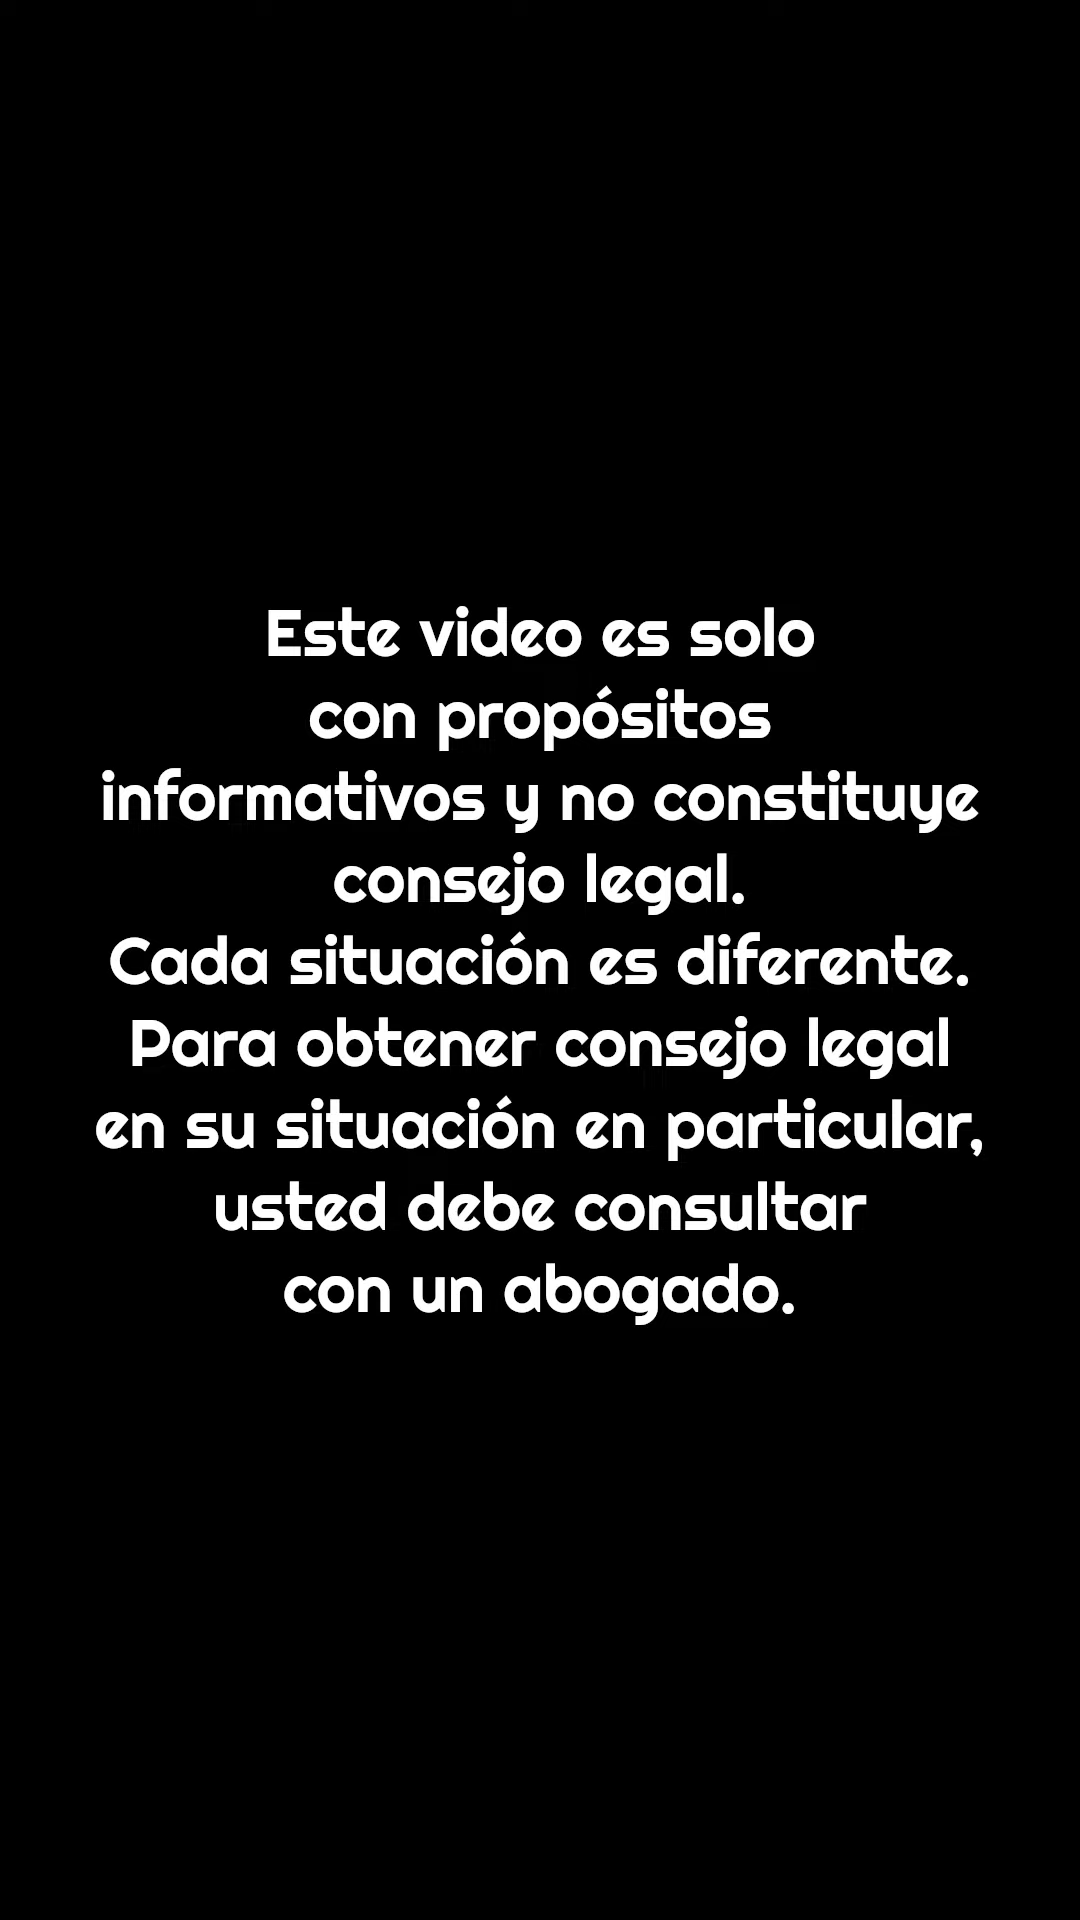 Este video es solo
con propósitos
informativos y no constituye
consejo legal.
Cada situación es diferente.
Para obtener consejo legal
en su situación en particular,
usted debe consultar
con un abogado.